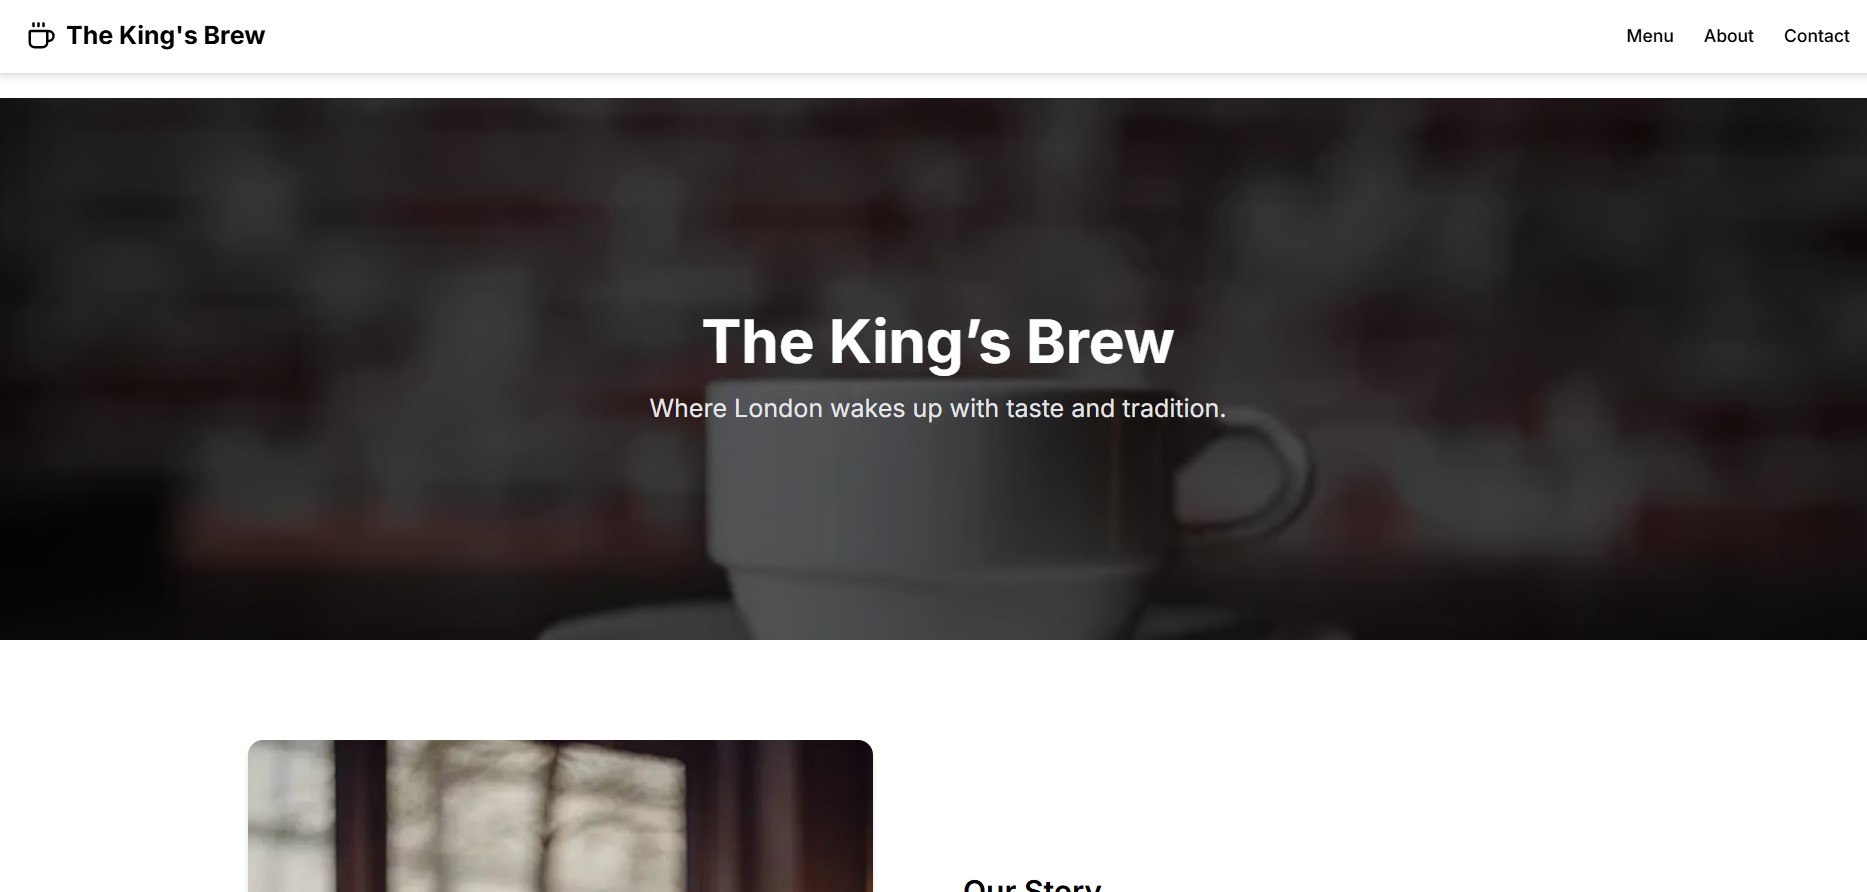 The King's Brew
Menu
About
Contact
The King’s Brew
Where London wakes up with taste and tradition.
Our Story